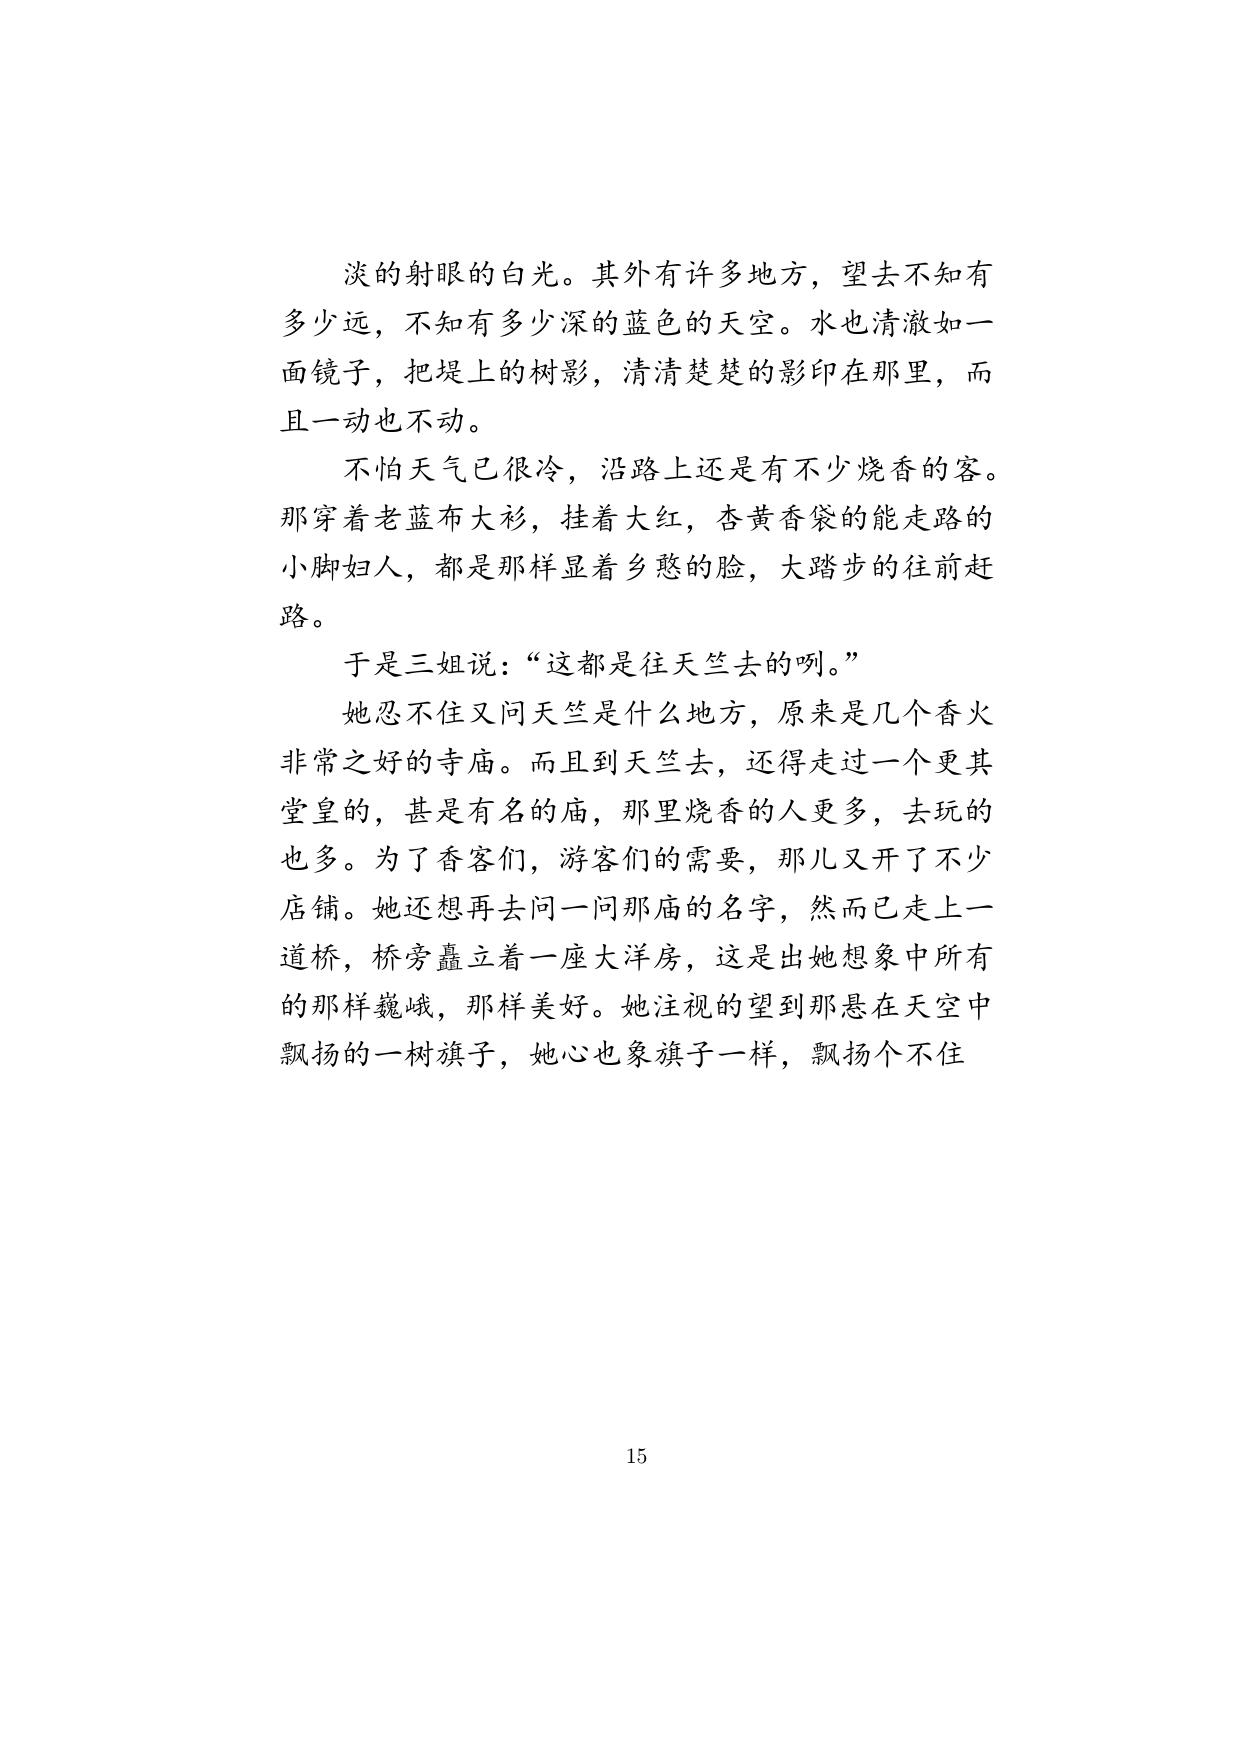 淡的射眼的白光。其外有许多地方，望去不知有
多少远，不知有多少深的蓝色的天空。水也清澈如一
面镜子，把堤上的树影，清清楚楚的影印在那里，而
且一动也不动。
不怕天气已很冷，沿路上还是有不少烧香的客。
那穿着老蓝布大衫，挂着大红，杏黄香袋的能走路的
小脚妇人，都是那样显着乡憨的脸，大踏步的往前赶
路。
于是三姐说：“这都是往天竺去的咧。”
她忍不住又问天竺是什么地方，原来是几个香火
非常之好的寺庙。而且到天竺去，还得走过一个更其
堂皇的，甚是有名的庙，那里烧香的人更多，去玩的
也多。为了香客们，游客们的需要，那儿又开了不少
店铺。她还想再去问一问那庙的名字，然而已走上一
道桥，桥旁矗立着一座大洋房，这是出她想象中所有
的那样巍峨，那样美好。她注视的望到那悬在天空中
飘扬的一树旗子，她心也象旗子一样，飘扬个不住
15